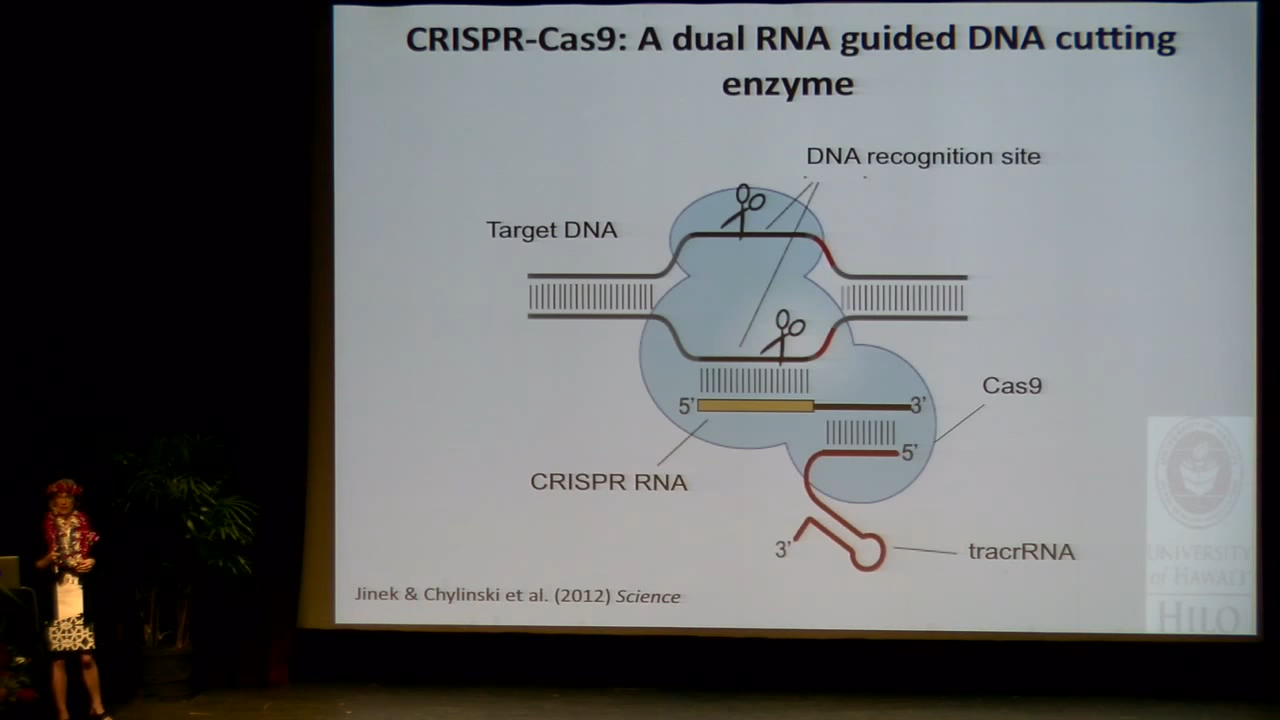 CRISPR-Cas9: A dual RNA guided DNA cutting
enzyme
DNA recognition site
Target DNA
Cas9
5'
3'
5'
CRISPR RNA
3'
tracrRNA
Jinek & Chylinski et al. (2012) Science
UNIVERSITY
of HAWAI'I
HILO